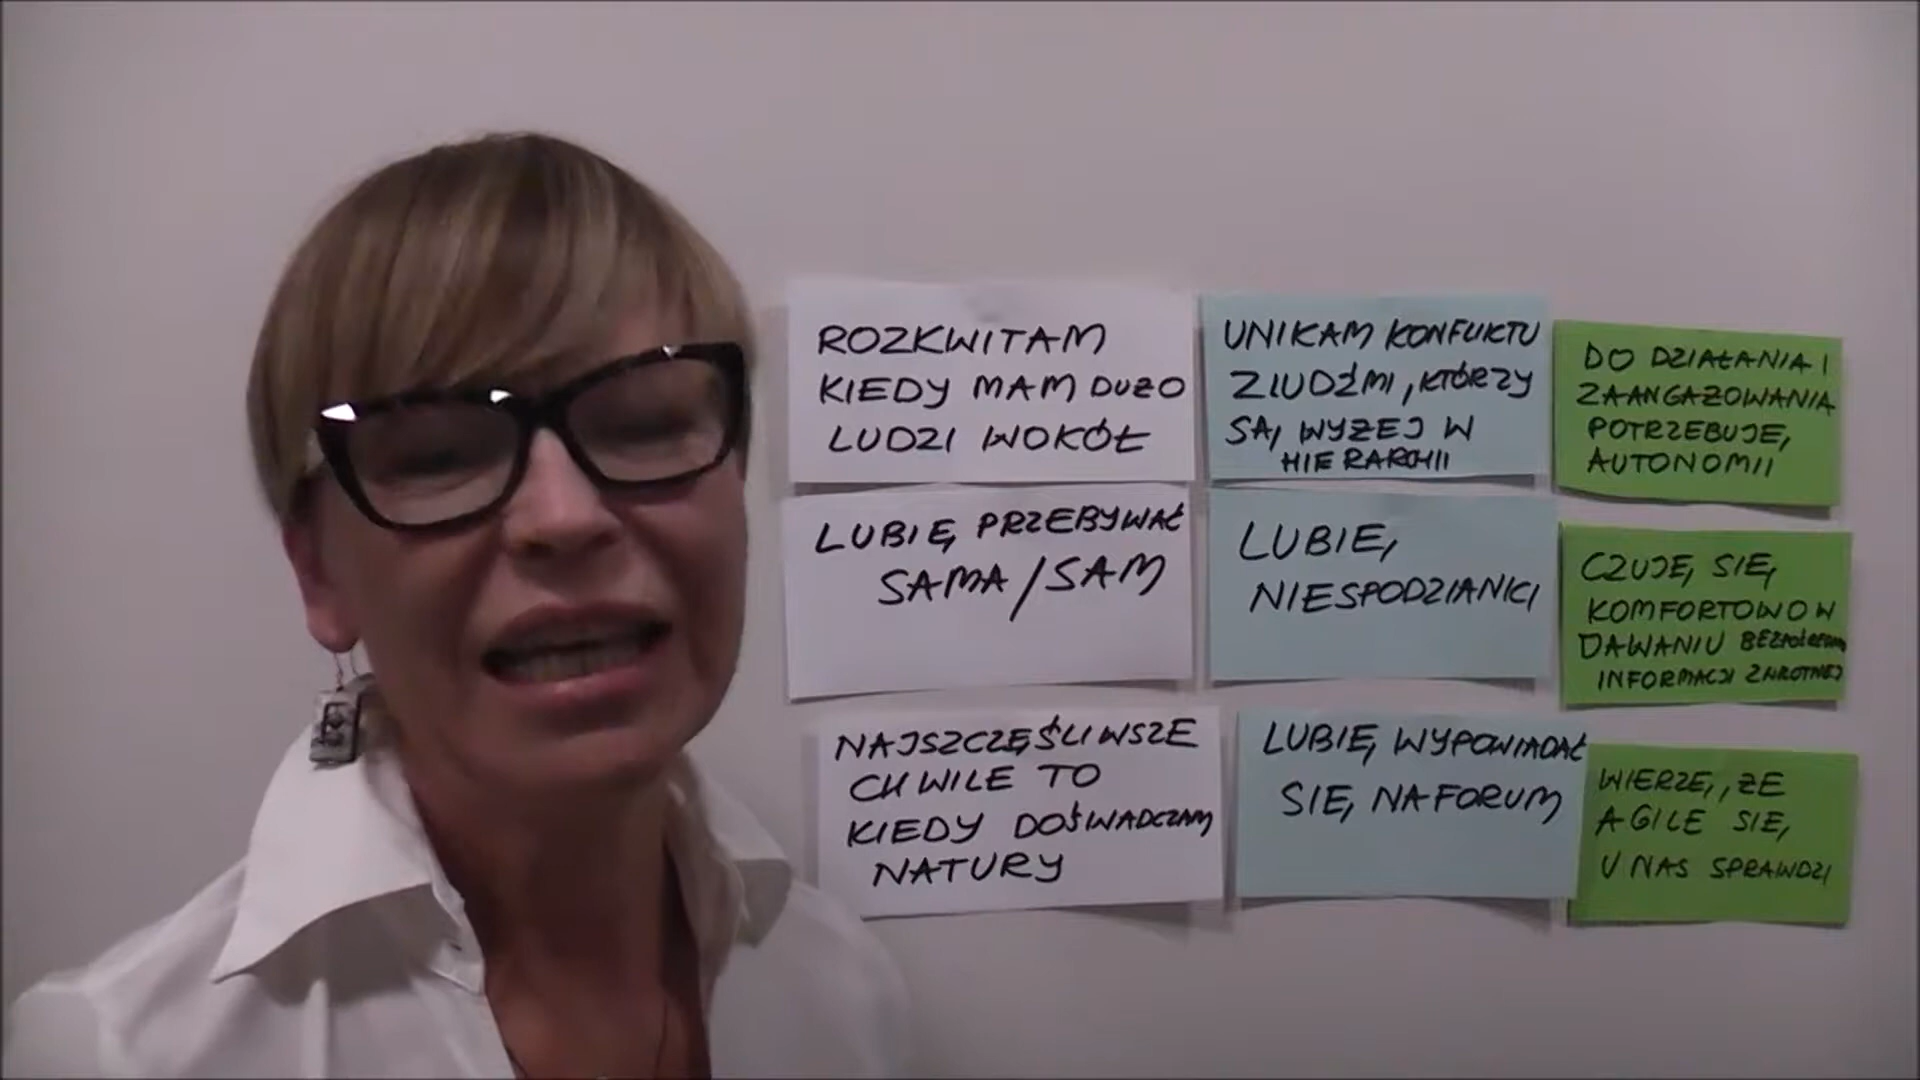 ROZKWITAM
KIEDY MAM DUŻO
LUDZI WOKÓŁ
UNIKAM KONFLIKTU
Z LUDŹMI, KTÓRZY
SĄ WYŻEJ W
HIERARCHII
DO DZIAŁANIA I
ZAANGAŻOWANIA
POTRZEBUJĘ
AUTONOMII
LUBIĘ PRZEBYWAĆ
SAMA/SAM
LUBIĘ
NIESPODZIANKI
CZUJĘ SIĘ
KOMFORTOWO W
DAWANIU
INFORMACJI ZWROTNEJ
NAJSZCZĘŚLIWSZE
CHWILE TO
KIEDY DOŚWIADCZAM
NATURY
LUBIĘ WYPOWIADAĆ
SIĘ NA FORUM
WIERZĘ, ŻE
AGILE SIĘ
U NAS SPRAWDZI